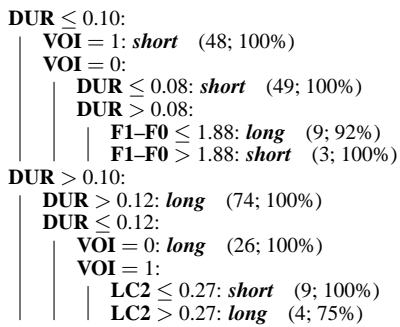 DUR ≤ 0.10:
VOI = 1: short (48; 100%)
VOI = 0:
DUR ≤ 0.08: short (49; 100%)
DUR > 0.08:
F1–F0 ≤ 1.88: long (9; 92%)
F1–F0 > 1.88: short (3; 100%)
DUR > 0.10:
DUR > 0.12: long (74; 100%)
DUR ≤ 0.12:
VOI = 0: long (26; 100%)
VOI = 1:
LC2 ≤ 0.27: short (9; 100%)
LC2 > 0.27: long (4; 75%)